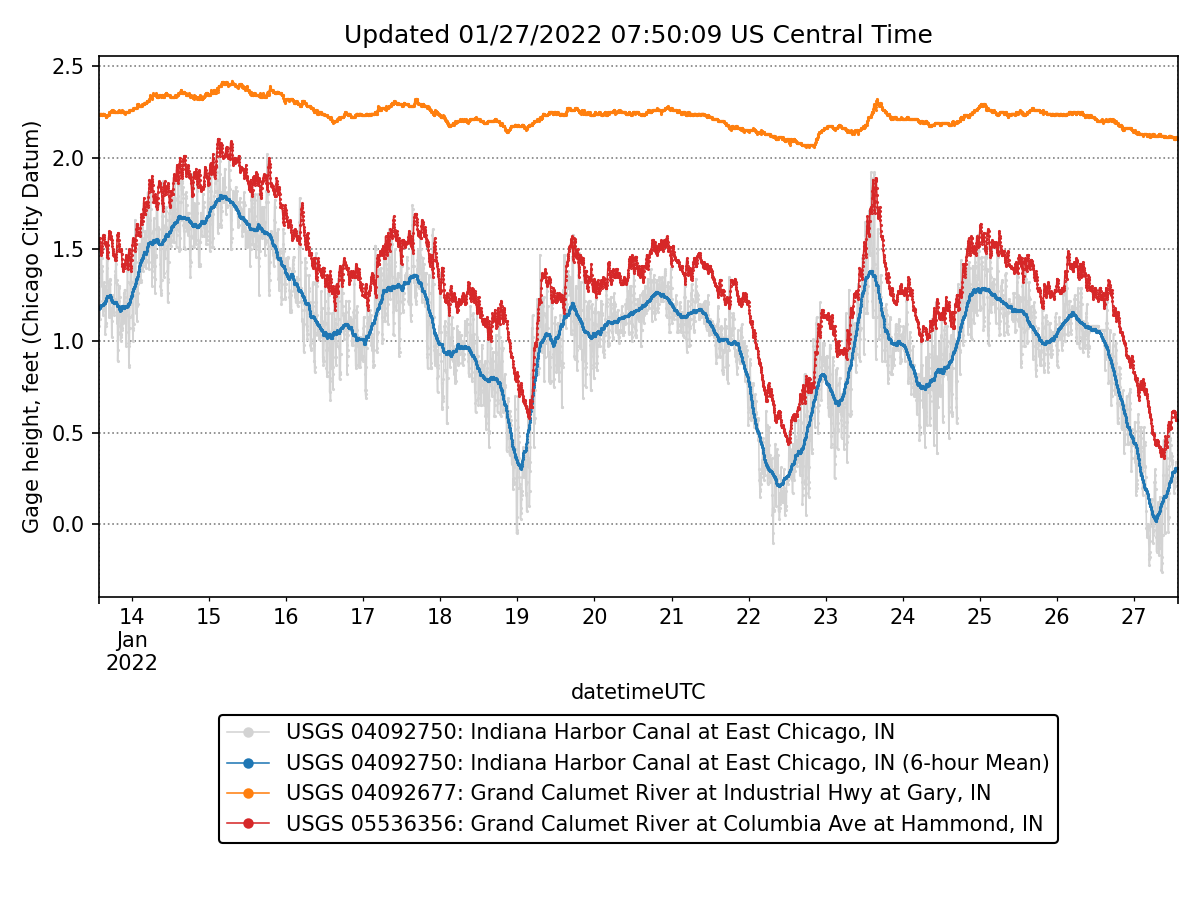 Updated 01/27/2022 07:50:09 US Central Time
Gage height, feet (Chicago City Datum)
2.5
2.0
1.5
1.0
0.5
0.0
14 15 16 17 18 19 20 21 22 23 24 25 26 27
Jan
2022
datetimeUTC
USGS 04092750: Indiana Harbor Canal at East Chicago, IN
USGS 04092750: Indiana Harbor Canal at East Chicago, IN (6-hour Mean)
USGS 04092677: Grand Calumet River at Industrial Hwy at Gary, IN
USGS 05536356: Grand Calumet River at Columbia Ave at Hammond, IN